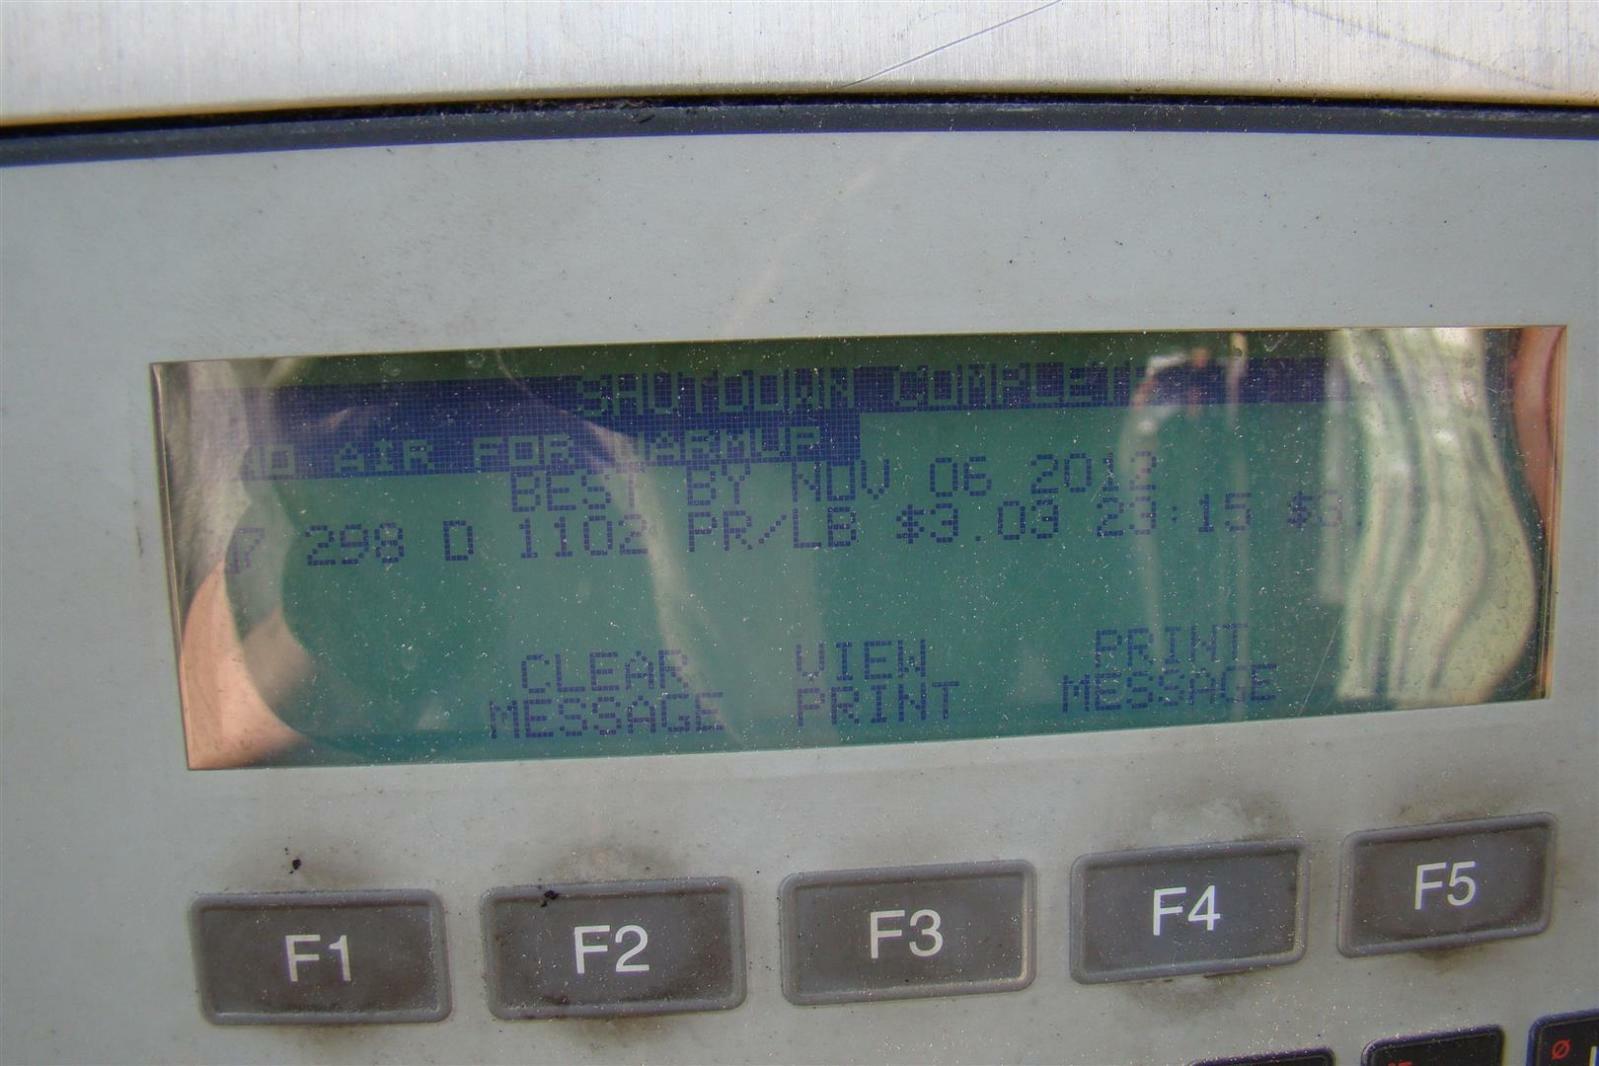 SHUTDOWN COMPLETE
AIR FOR WARMUP
BEST BY NOV 06 2012
298 D 1102 PR/LB $3.09 23:15
CLEAR VIEW PRINT
MESSAGE PRINT MESSAGE
F1 F2 F3 F4 F5